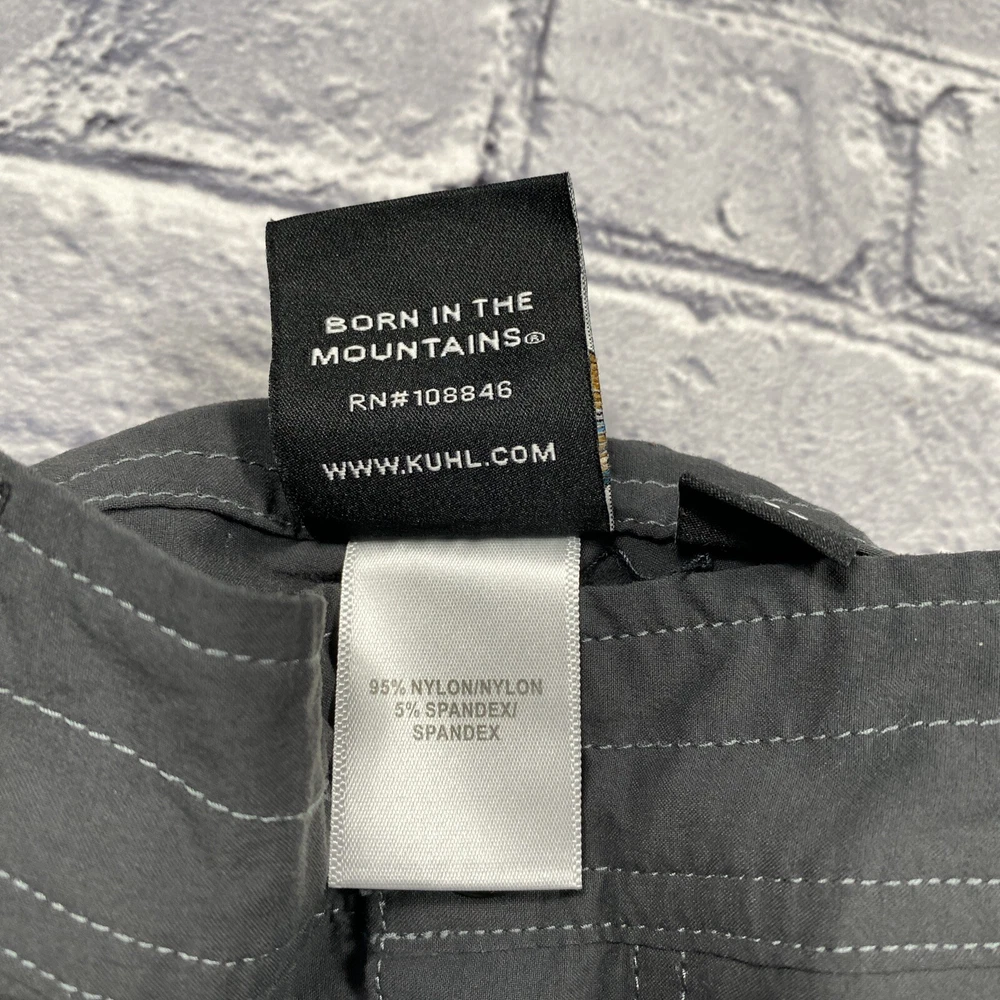 BORN IN THE
MOUNTAINS®
RN#108846
WWW.KUHL.COM
95% NYLON/NYLON
5% SPANDEX/
SPANDEX